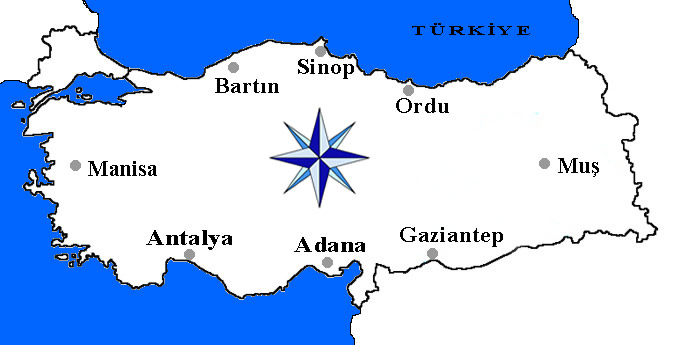 TÜRKİYE
Sinop
Bartın
Ordu
Manisa
Muş
Antalya
Adana
Gaziantep